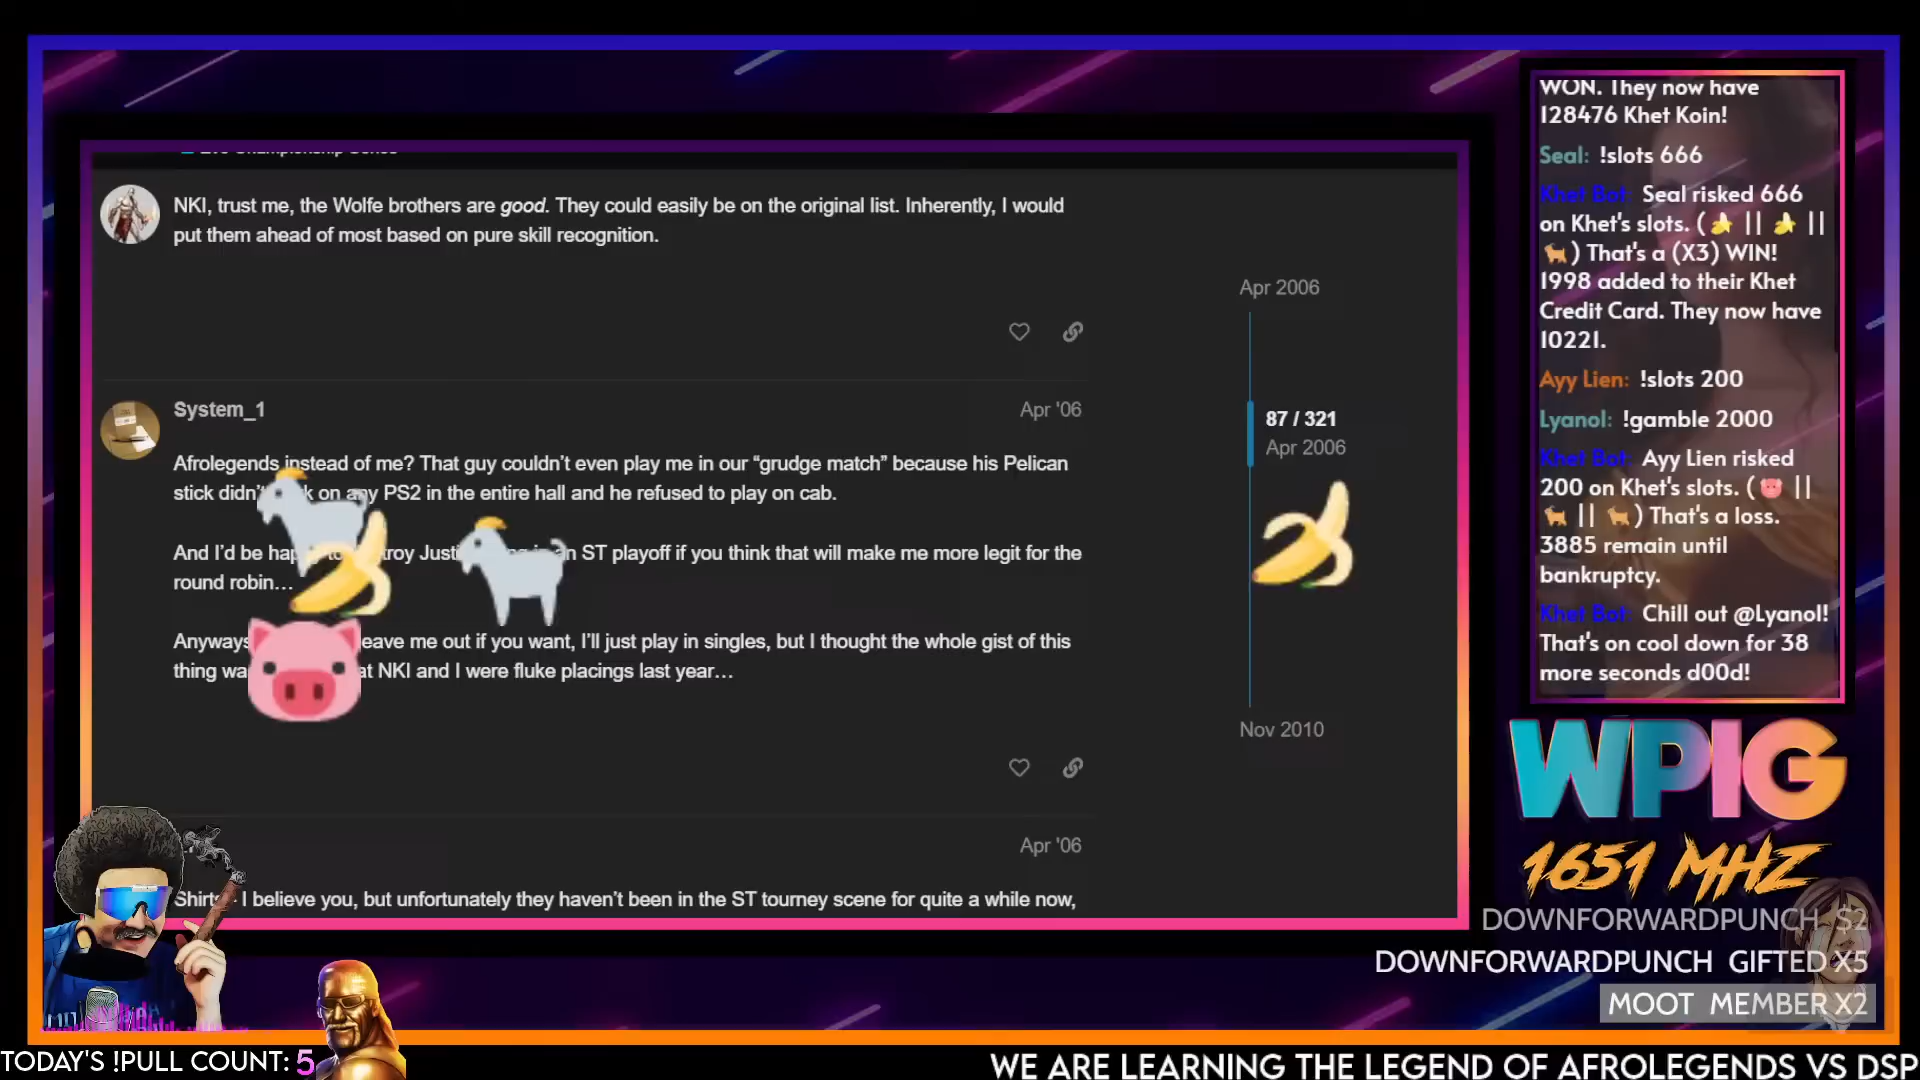 NKI, trust me, the Wolfe brothers are good. They could easily be on the original list. Inherently, I would
put them ahead of most based on pure skill recognition.
Apr 2006
System_1
Apr '06
Afrolegends instead of me? That guy couldn't even play me in our “grudge match” because his Pelican
stick on any PS2 in the entire hall and he refused to play on cab.
And I'd be ST playoff if you think that will make me more legit for the
round robin…
Anyways leave me out if you want, I'll just play in singles, but I thought the whole gist of this
thing NKI and I were fluke placings last year…
87 / 321
Apr 2006
Nov 2010
Apr '06
I believe you, but unfortunately they haven't been in the ST tourney scene for quite a while now,
WON. They now have
128476 Khet Koin!
Seal: !slots 666
Khet Bot: Seal risked 666
on Khet's slots. ( 🍌 || 🍌 ||
🐐 ) That's a (X3) WIN!
1998 added to their Khet
Credit Card. They now have
10221.
Ayy Lien: !slots 200
Lyanol: !gamble 2000
Khet Bot: Ayy Lien risked
200 on Khet's slots. ( 🐷 ||
🐐 || 🐐 ) That's a loss.
3885 remain until
bankruptcy.
Khet Bot: Chill out @Lyanol!
That's on cool down for 38
more seconds d00d!
WPIG
1651 MHZ
DOWNFORWARDPUNCH $2
DOWNFORWARDPUNCH GIFTED X5
MOOT MEMBER X2
TODAY'S !PULL COUNT: 5
WE ARE LEARNING THE LEGEND OF AFROLEGENDS VS DSP